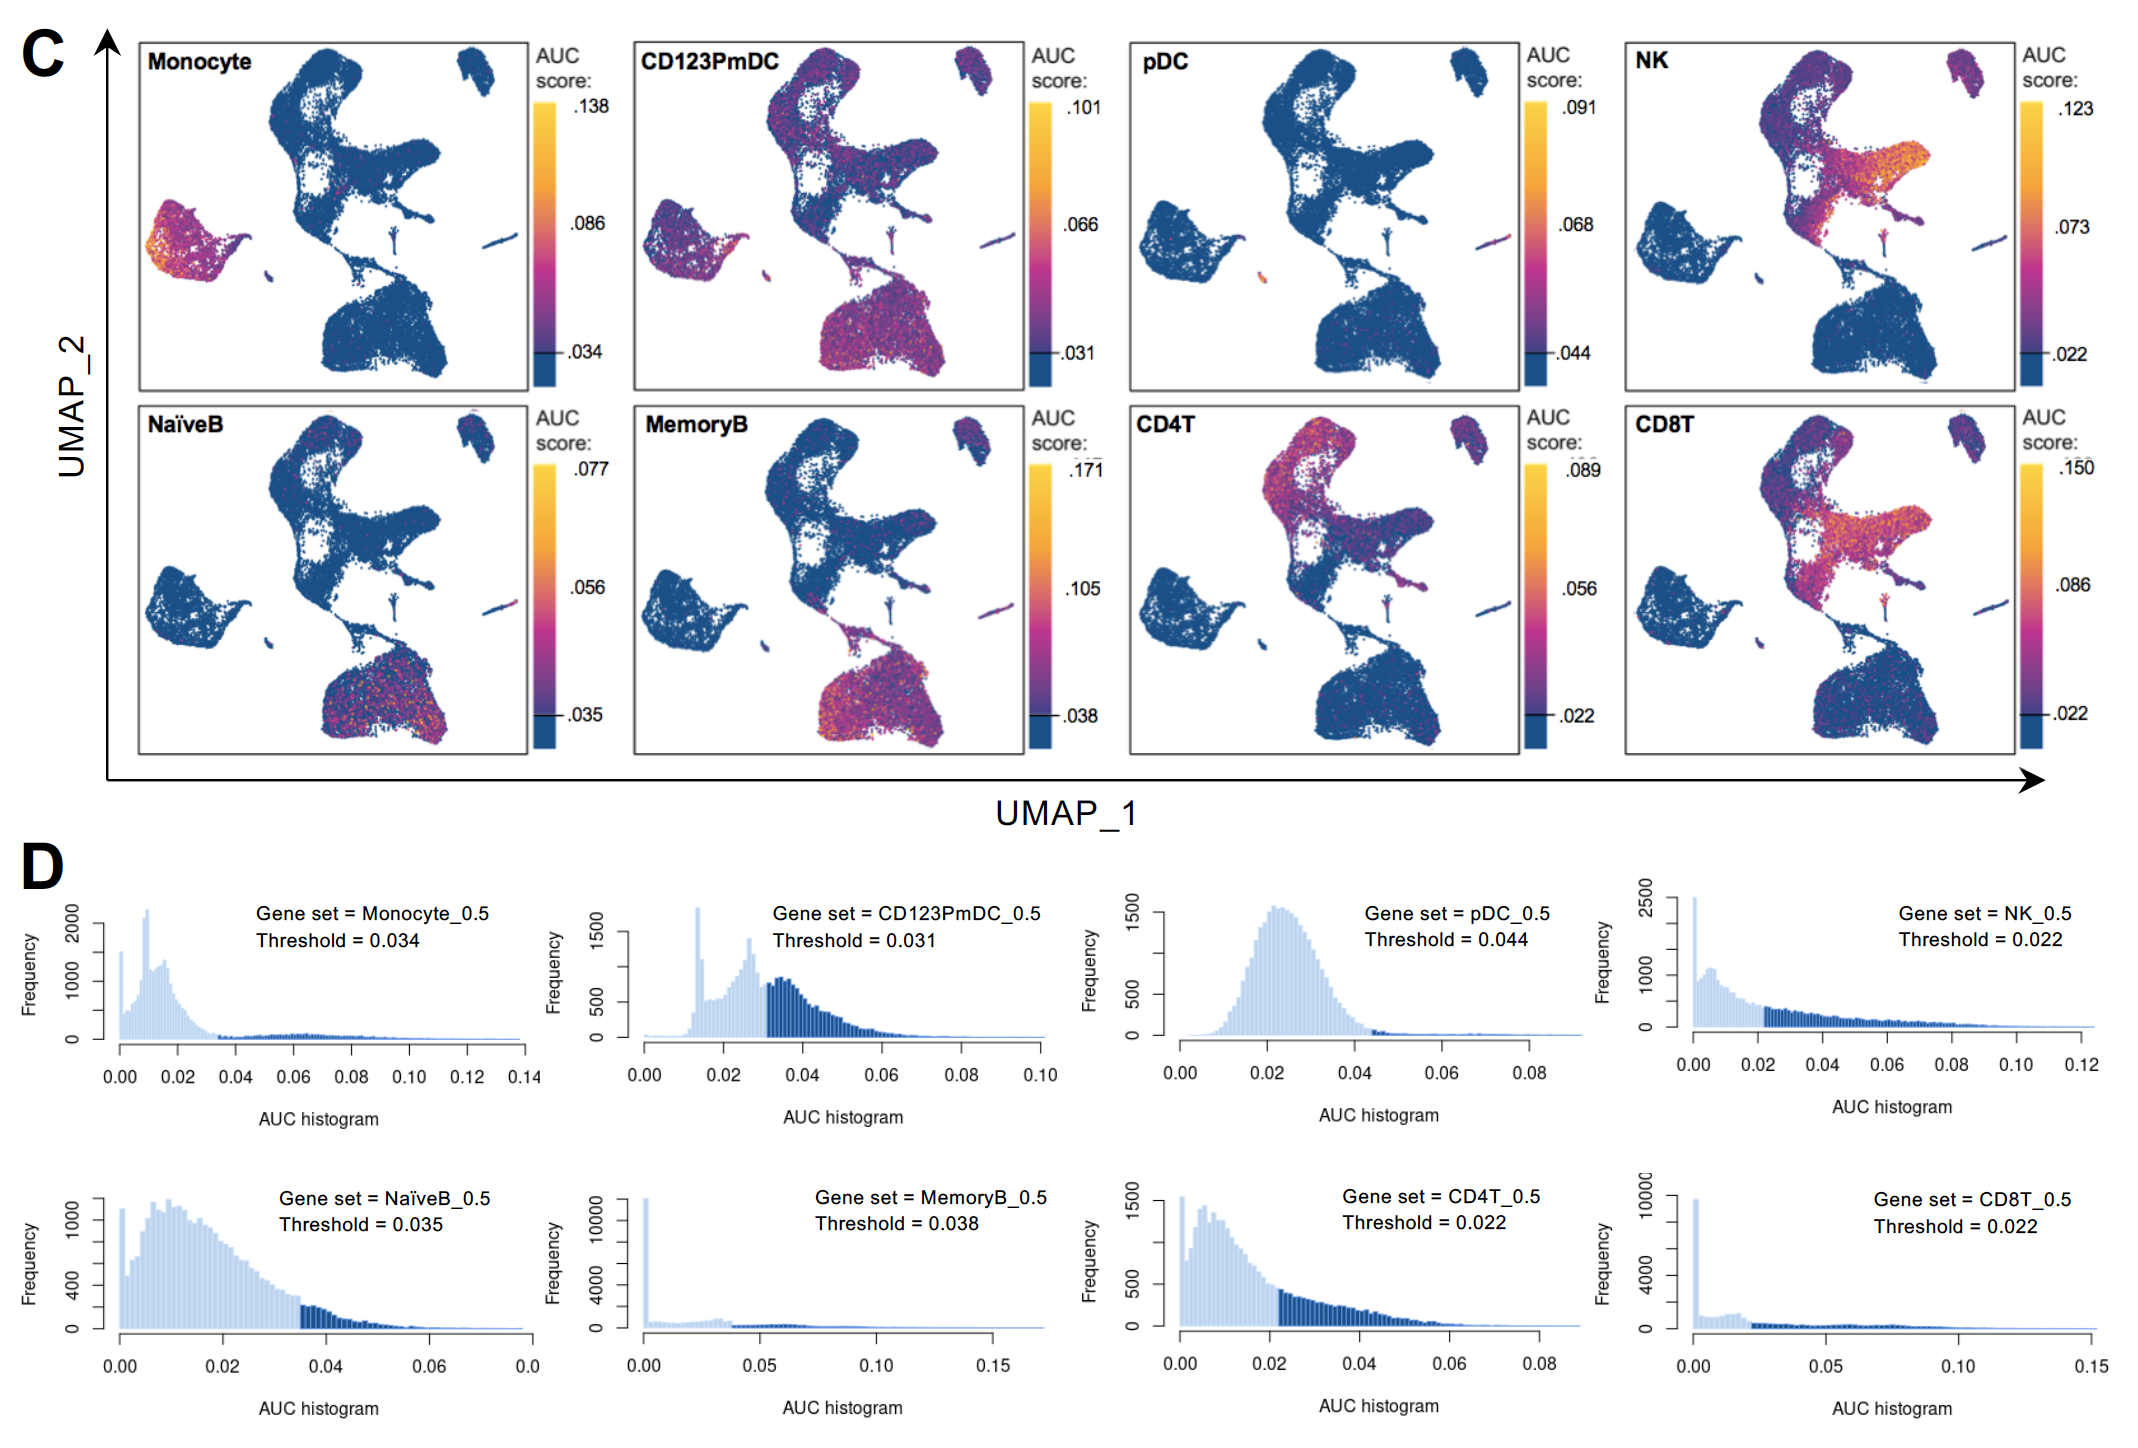 C
Monocyte
AUC
score:
.138
.086
.034
CD123PmDC
AUC
score:
.101
.066
.031
pDC
AUC
score:
.091
.068
.044
NK
AUC
score:
.123
.073
.022
NaïveB
AUC
score:
.077
.056
.035
MemoryB
AUC
score:
.171
.105
.038
CD4T
AUC
score:
.089
.056
.022
CD8T
AUC
score:
.150
.086
.022
UMAP_2
UMAP_1
D
Gene set = Monocyte_0.5
Threshold = 0.034
Frequency
0 1000 2000
0.00 0.02 0.04 0.06 0.08 0.10 0.12 0.14
AUC histogram
Gene set = CD123PmDC_0.5
Threshold = 0.031
Frequency
0 500 1500
0.00 0.02 0.04 0.06 0.08 0.10
AUC histogram
Gene set = pDC_0.5
Threshold = 0.044
Frequency
0 500 1500
0.00 0.02 0.04 0.06 0.08
AUC histogram
Gene set = NK_0.5
Threshold = 0.022
Frequency
0 1000 2500
0.00 0.02 0.04 0.06 0.08 0.10 0.12
AUC histogram
Gene set = NaïveB_0.5
Threshold = 0.035
Frequency
0 400 1000
0.00 0.02 0.04 0.06 0.0
AUC histogram
Gene set = MemoryB_0.5
Threshold = 0.038
Frequency
0 4000 10000
0.00 0.05 0.10 0.15
AUC histogram
Gene set = CD4T_0.5
Threshold = 0.022
Frequency
0 500 1500
0.00 0.02 0.04 0.06 0.08
AUC histogram
Gene set = CD8T_0.5
Threshold = 0.022
Frequency
0 4000 10000
0.00 0.05 0.10 0.15
AUC histogram